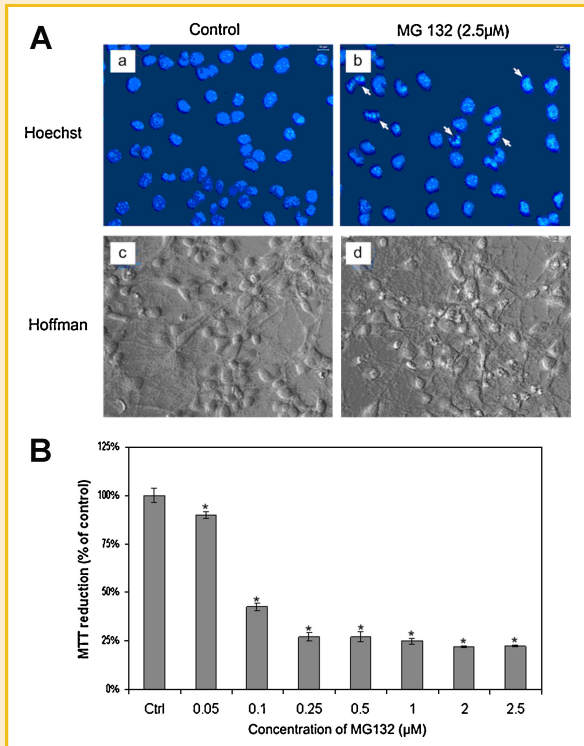 A
Control
MG 132 (2.5µM)
Hoechst
a
b
Hoffman
c
d
B
MTT reduction (% of control)
125%
100%
75%
50%
25%
0%
*
*
*
*
*
*
*
Ctrl 0.05 0.1 0.25 0.5 1 2 2.5
Concentration of MG132 (µM)